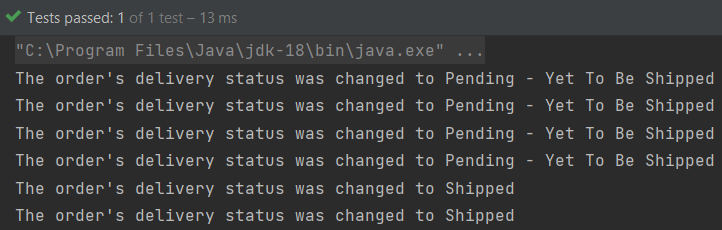 Tests passed: 1 of 1 test – 13 ms
"C:\Program Files\Java\jdk-18\bin\java.exe" ...
The order's delivery status was changed to Pending - Yet To Be Shipped
The order's delivery status was changed to Pending - Yet To Be Shipped
The order's delivery status was changed to Pending - Yet To Be Shipped
The order's delivery status was changed to Pending - Yet To Be Shipped
The order's delivery status was changed to Shipped
The order's delivery status was changed to Shipped